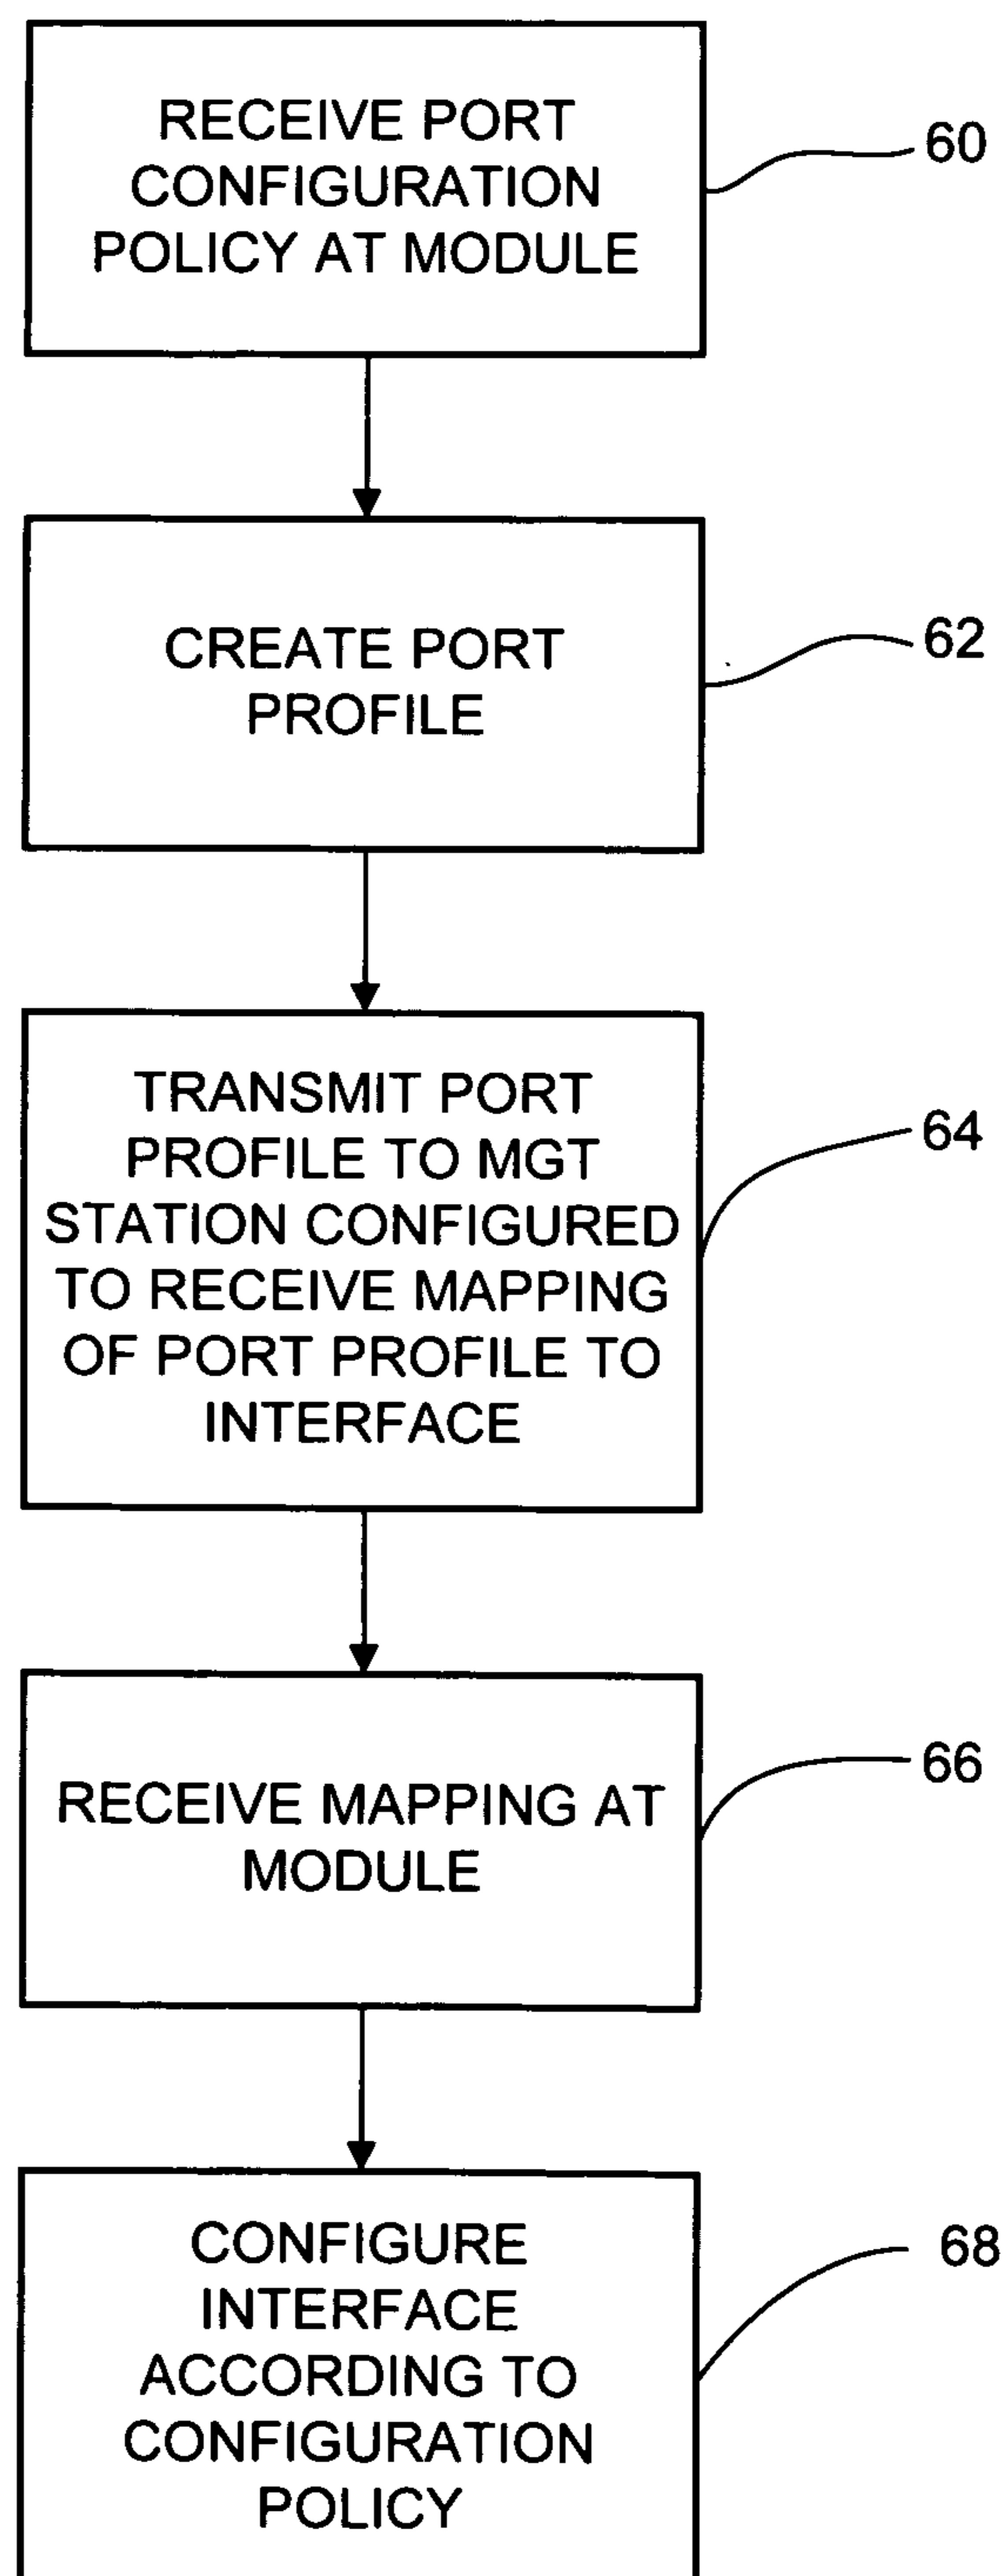 RECEIVE PORT
CONFIGURATION
POLICY AT MODULE
60
CREATE PORT
PROFILE
62
TRANSMIT PORT
PROFILE TO MGT
STATION CONFIGURED
TO RECEIVE MAPPING
OF PORT PROFILE TO
INTERFACE
64
RECEIVE MAPPING AT
MODULE
66
CONFIGURE
INTERFACE
ACCORDING TO
CONFIGURATION
POLICY
68